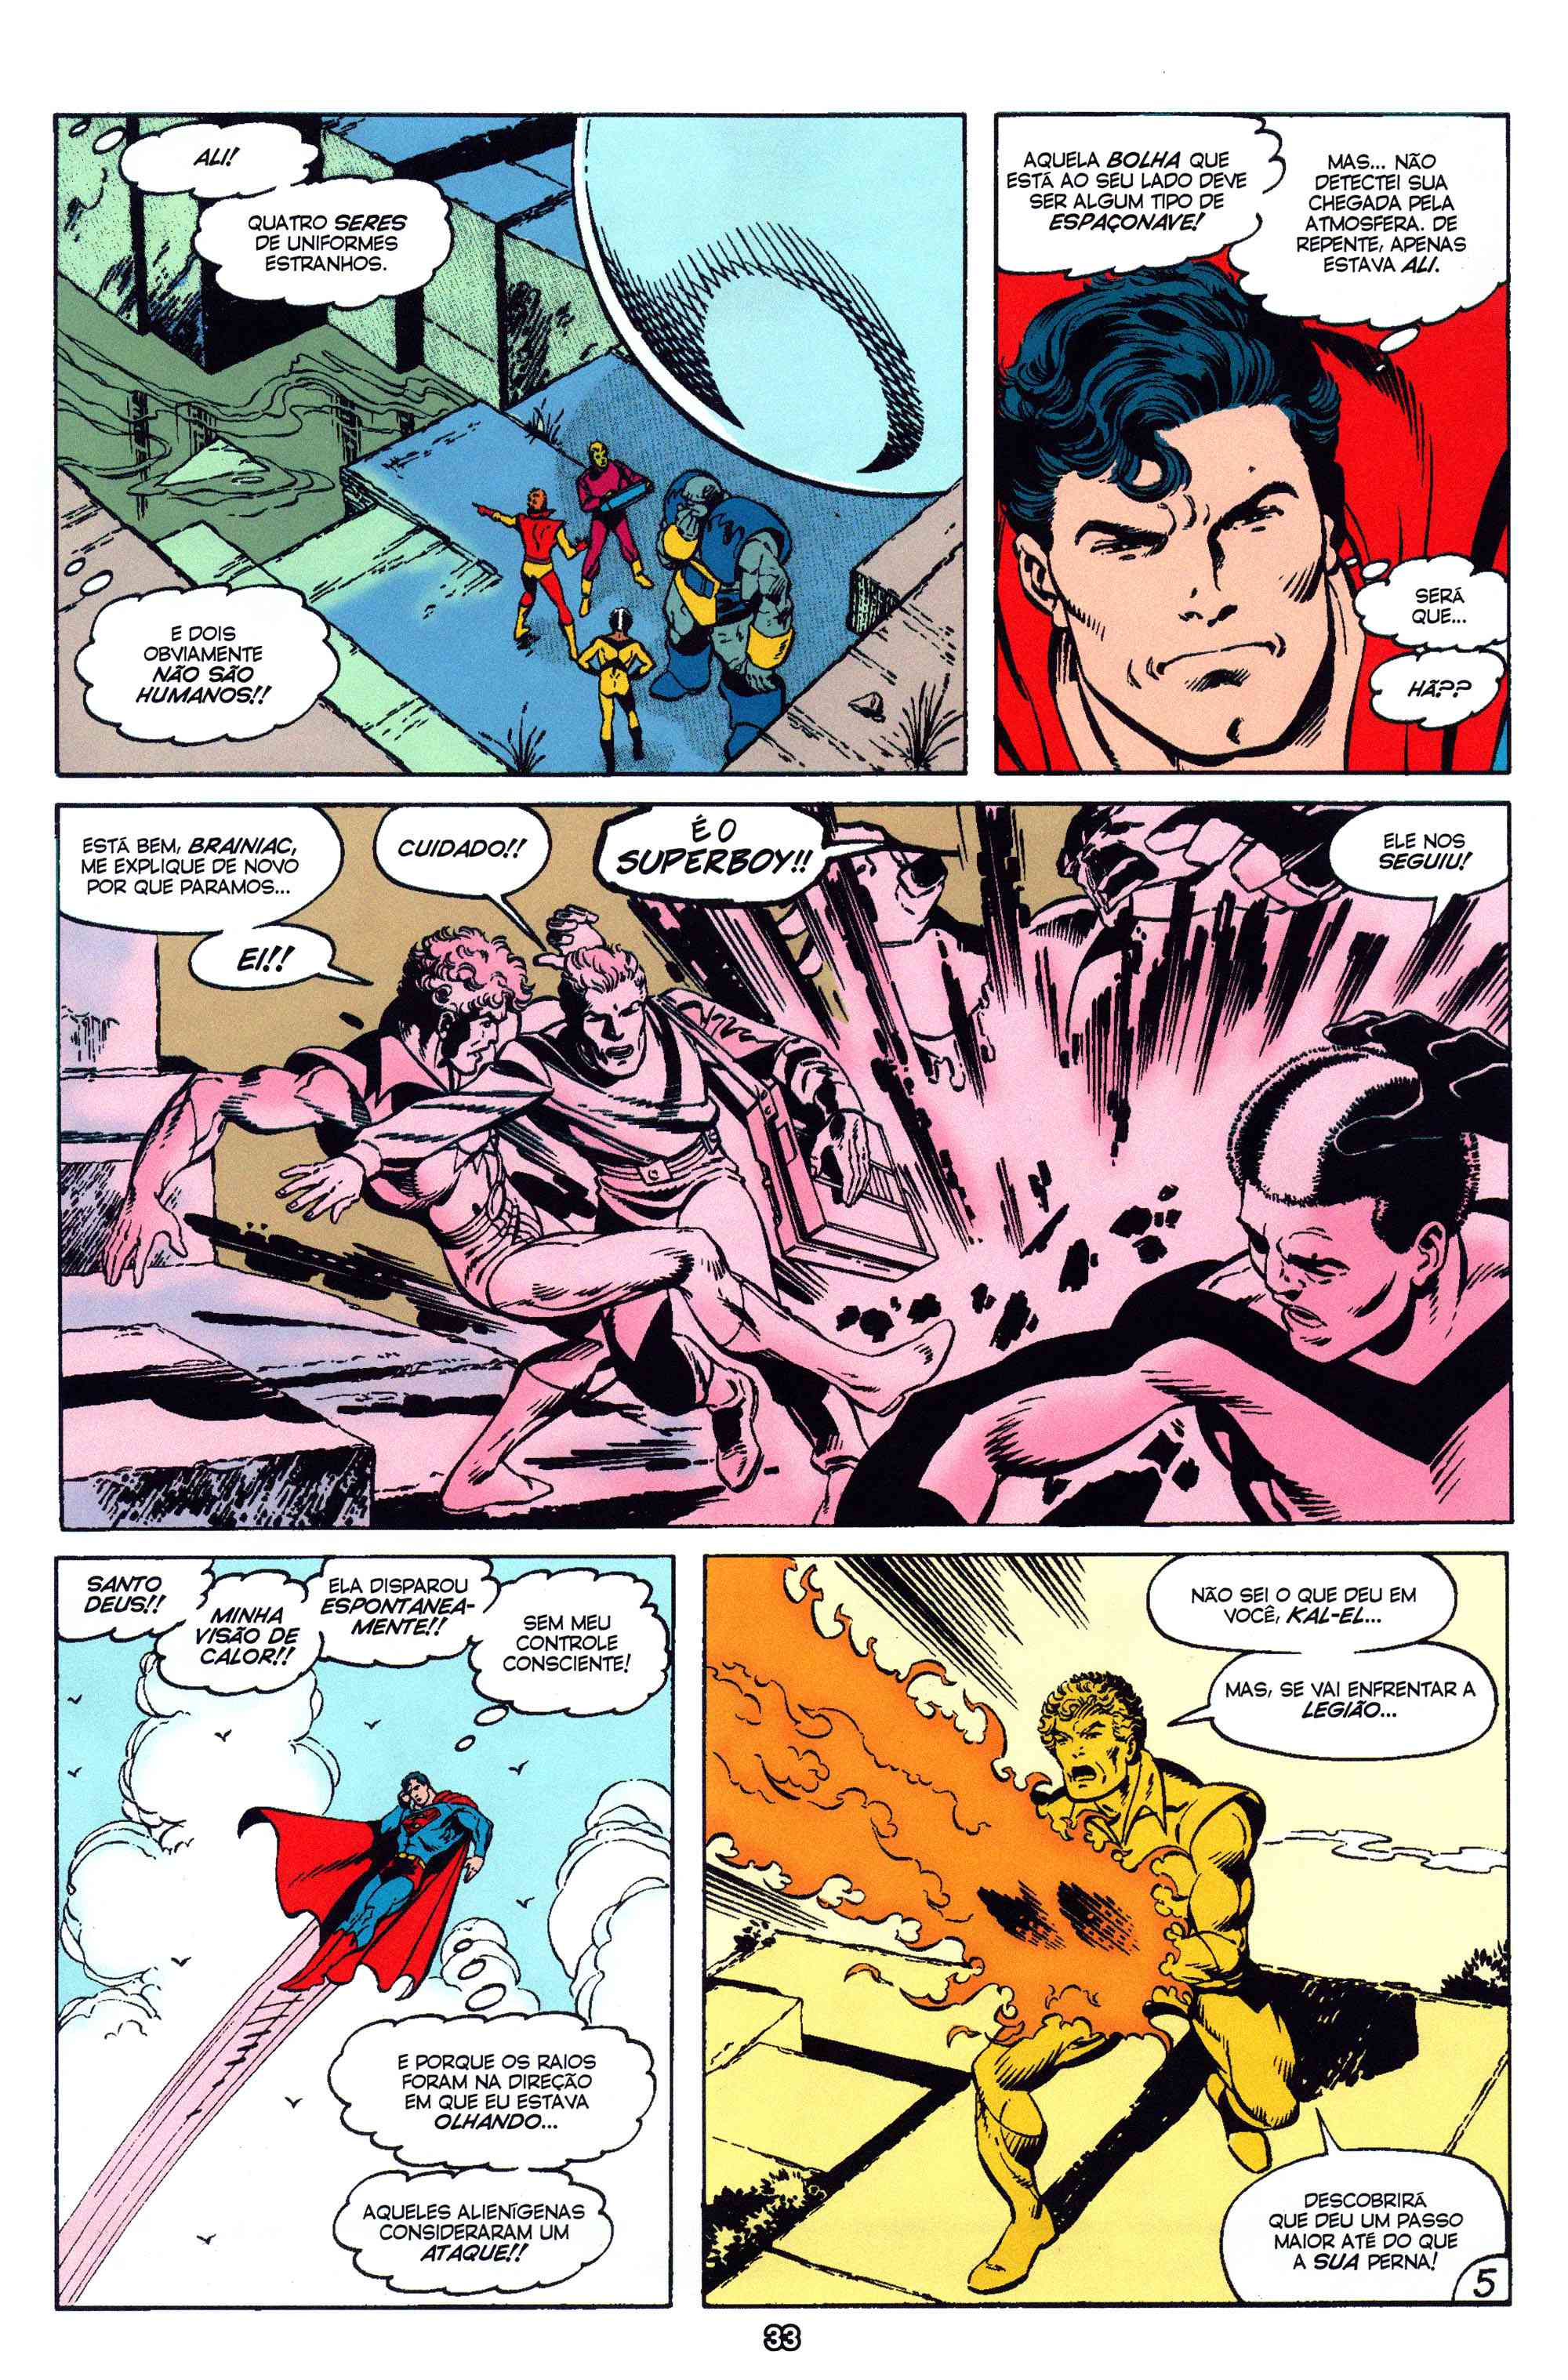 ALI!
QUATRO SERES
DE UNIFORMES
ESTRANHOS.
E DOIS
OBVIAMENTE
NÃO SÃO
HUMANOS!!
AQUELA BOLHA QUE
ESTÁ AO SEU LADO DEVE
SER ALGUM TIPO DE
ESPAÇONAVE!
MAS... NÃO
DETECTEI SUA
CHEGADA PELA
ATMOSFERA. DE
REPENTE, APENAS
ESTAVA ALI.
SERÁ
QUE...
HÃ??
ESTÁ BEM, BRAINIAC,
ME EXPLIQUE DE NOVO
POR QUE PARAMOS...
EI!!
CUIDADO!!
É O
SUPERBOY!!
ELE NOS
SEGUIU!
SANTO
DEUS!!
MINHA
VISÃO DE
CALOR!!
ELA DISPAROU
ESPONTANEA-
MENTE!!
SEM MEU
CONTROLE
CONSCIENTE!
E PORQUE OS RAIOS
FORAM NA DIREÇÃO
EM QUE EU ESTAVA
OLHANDO...
AQUELES ALIENÍGENAS
CONSIDERARAM UM
ATAQUE!!
NÃO SEI O QUE DEU EM
VOCÊ, KAL-EL...
MAS, SE VAI ENFRENTAR A
LEGIÃO...
DESCOBRIRÁ
QUE DEU UM PASSO
MAIOR ATÉ DO QUE
A SUA PERNA!
5
33